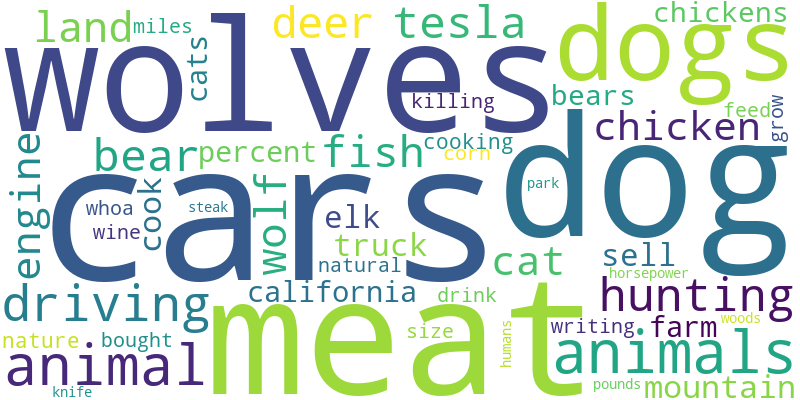 land
miles
cats
deer
tesla
dogs
chickens
wolves
killing
bears
feed
grow
engine
bear
percent
fish
cooking
corn
chicken
cars
dog
whoa
wine
cook
steak
wolf
elk
truck
natural
cat
park
sell
horsepower
driving
california
drink
hunting
nature
bought
meat
size
humans
writing
farm
woods
animal
animals
knife
pounds
mountain